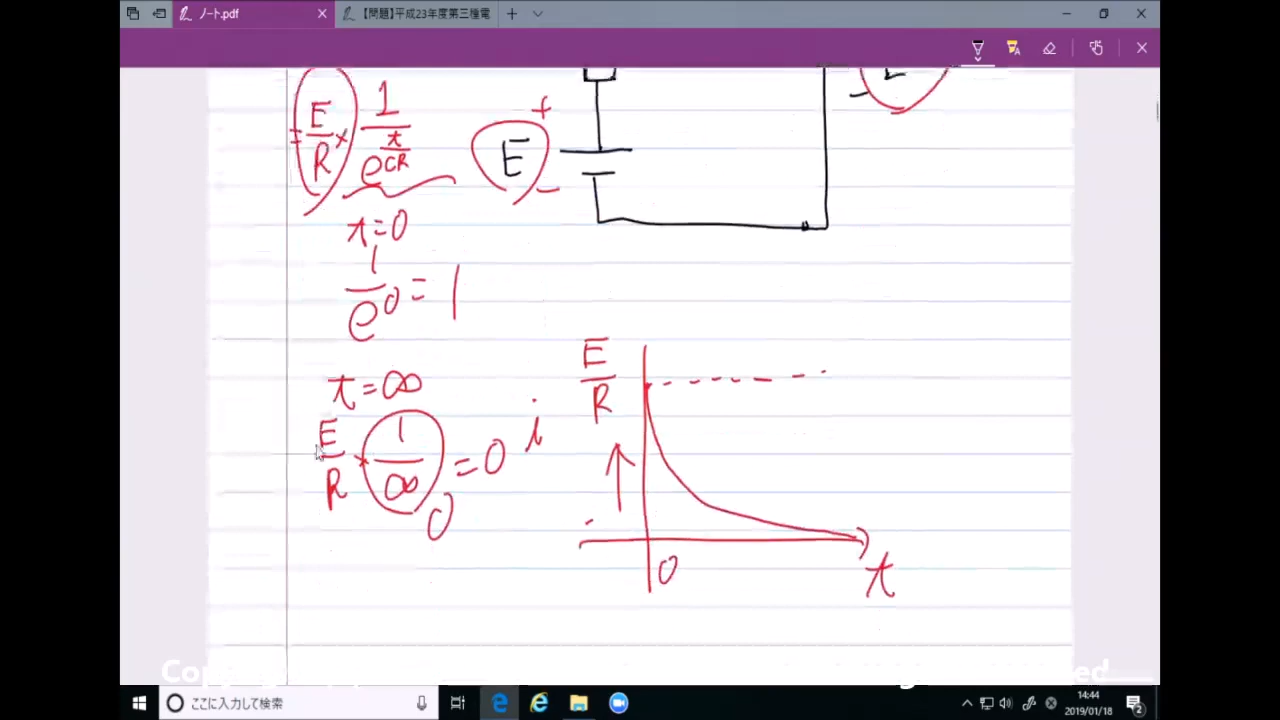 ノート.pdf
【問題】平成23年度第三種電
= E/R × 1/e^(t/CR)
+
E
−
E
−
t=0
1/e^0 = 1
t=∞
E/R × 1/∞ = 0
0
i
E/R
0
t
ここに入力して検索
14:44
2019/01/18
2